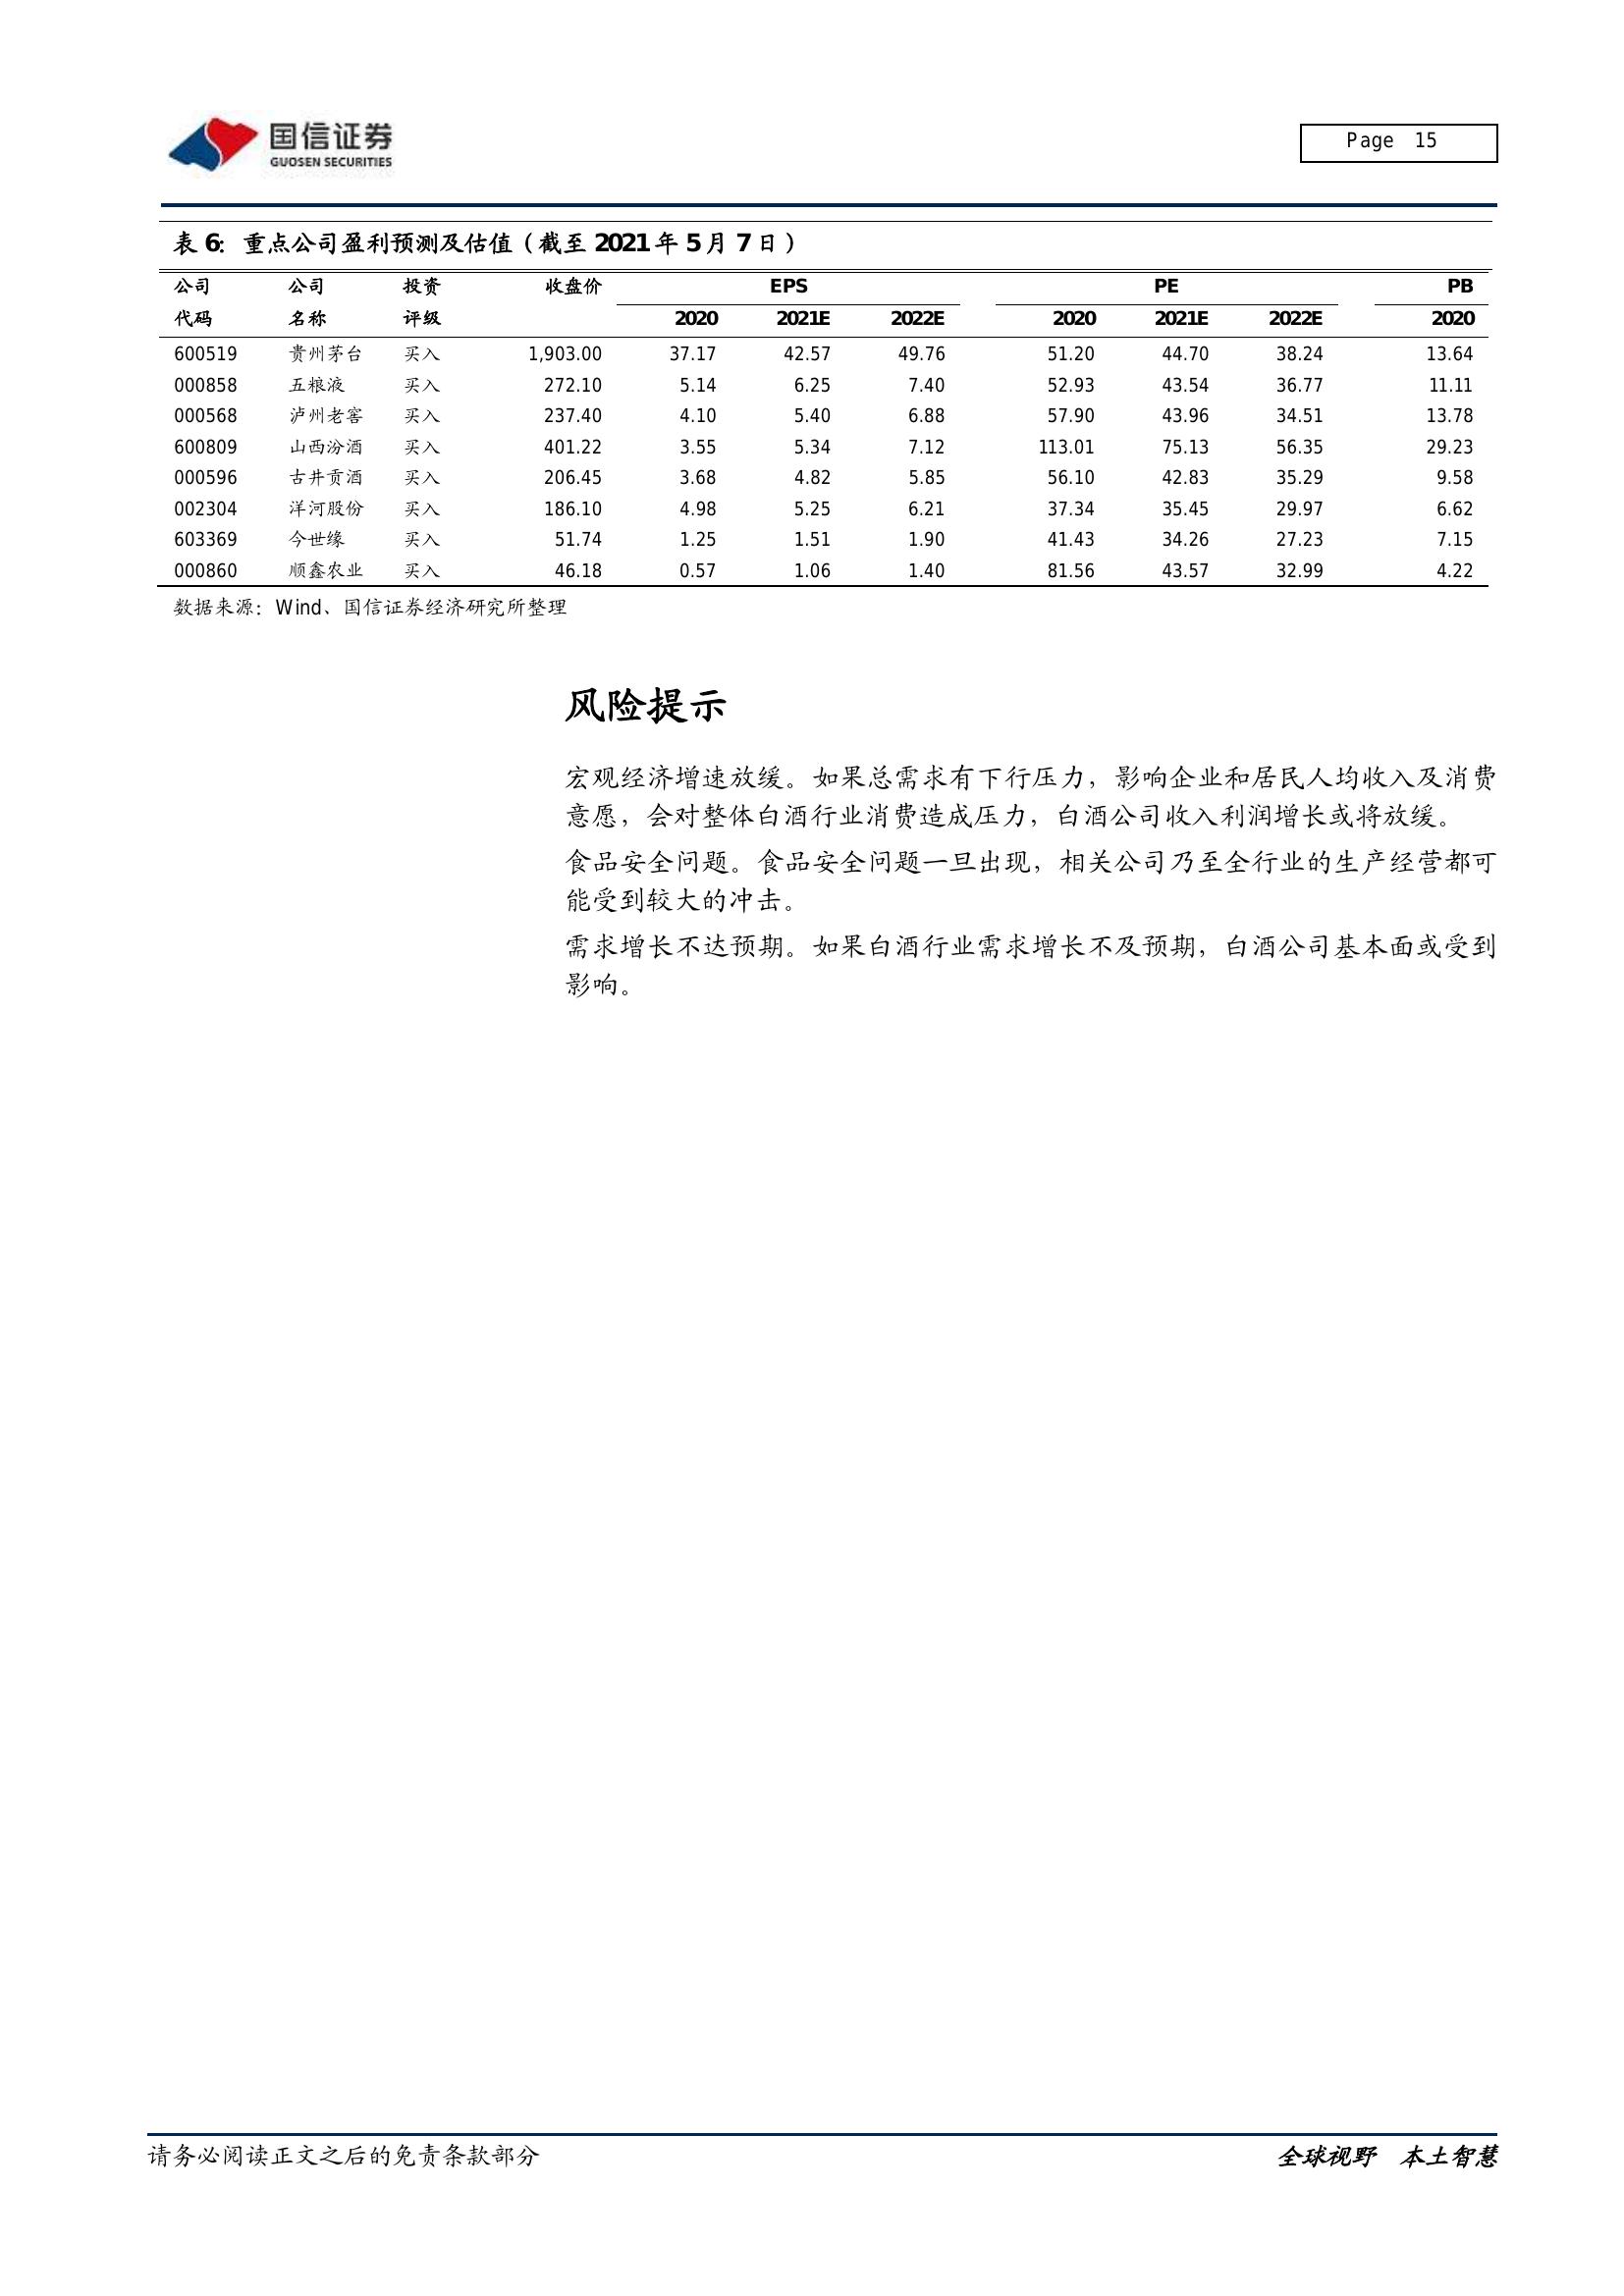 国信证券
GUOSEN SECURITIES
Page 15
表 6：重点公司盈利预测及估值（截至 2021 年 5 月 7 日）
公司 公司 投资 收盘价 EPS PE PB
代码 名称 评级 2020 2021E 2022E 2020 2021E 2022E 2020
600519 贵州茅台 买入 1,903.00 37.17 42.57 49.76 51.20 44.70 38.24 13.64
000858 五粮液 买入 272.10 5.14 6.25 7.40 52.93 43.54 36.77 11.11
000568 泸州老窖 买入 237.40 4.10 5.40 6.88 57.90 43.96 34.51 13.78
600809 山西汾酒 买入 401.22 3.55 5.34 7.12 113.01 75.13 56.35 29.23
000596 古井贡酒 买入 206.45 3.68 4.82 5.85 56.10 42.83 35.29 9.58
002304 洋河股份 买入 186.10 4.98 5.25 6.21 37.34 35.45 29.97 6.62
603369 今世缘 买入 51.74 1.25 1.51 1.90 41.43 34.26 27.23 7.15
000860 顺鑫农业 买入 46.18 0.57 1.06 1.40 81.56 43.57 32.99 4.22
数据来源：Wind、国信证券经济研究所整理
风险提示
宏观经济增速放缓。如果总需求有下行压力，影响企业和居民人均收入及消费
意愿，会对整体白酒行业消费造成压力，白酒公司收入利润增长或将放缓。
食品安全问题。食品安全问题一旦出现，相关公司乃至全行业的生产经营都可
能受到较大的冲击。
需求增长不达预期。如果白酒行业需求增长不及预期，白酒公司基本面或受到
影响。
请务必阅读正文之后的免责条款部分
全球视野 本土智慧